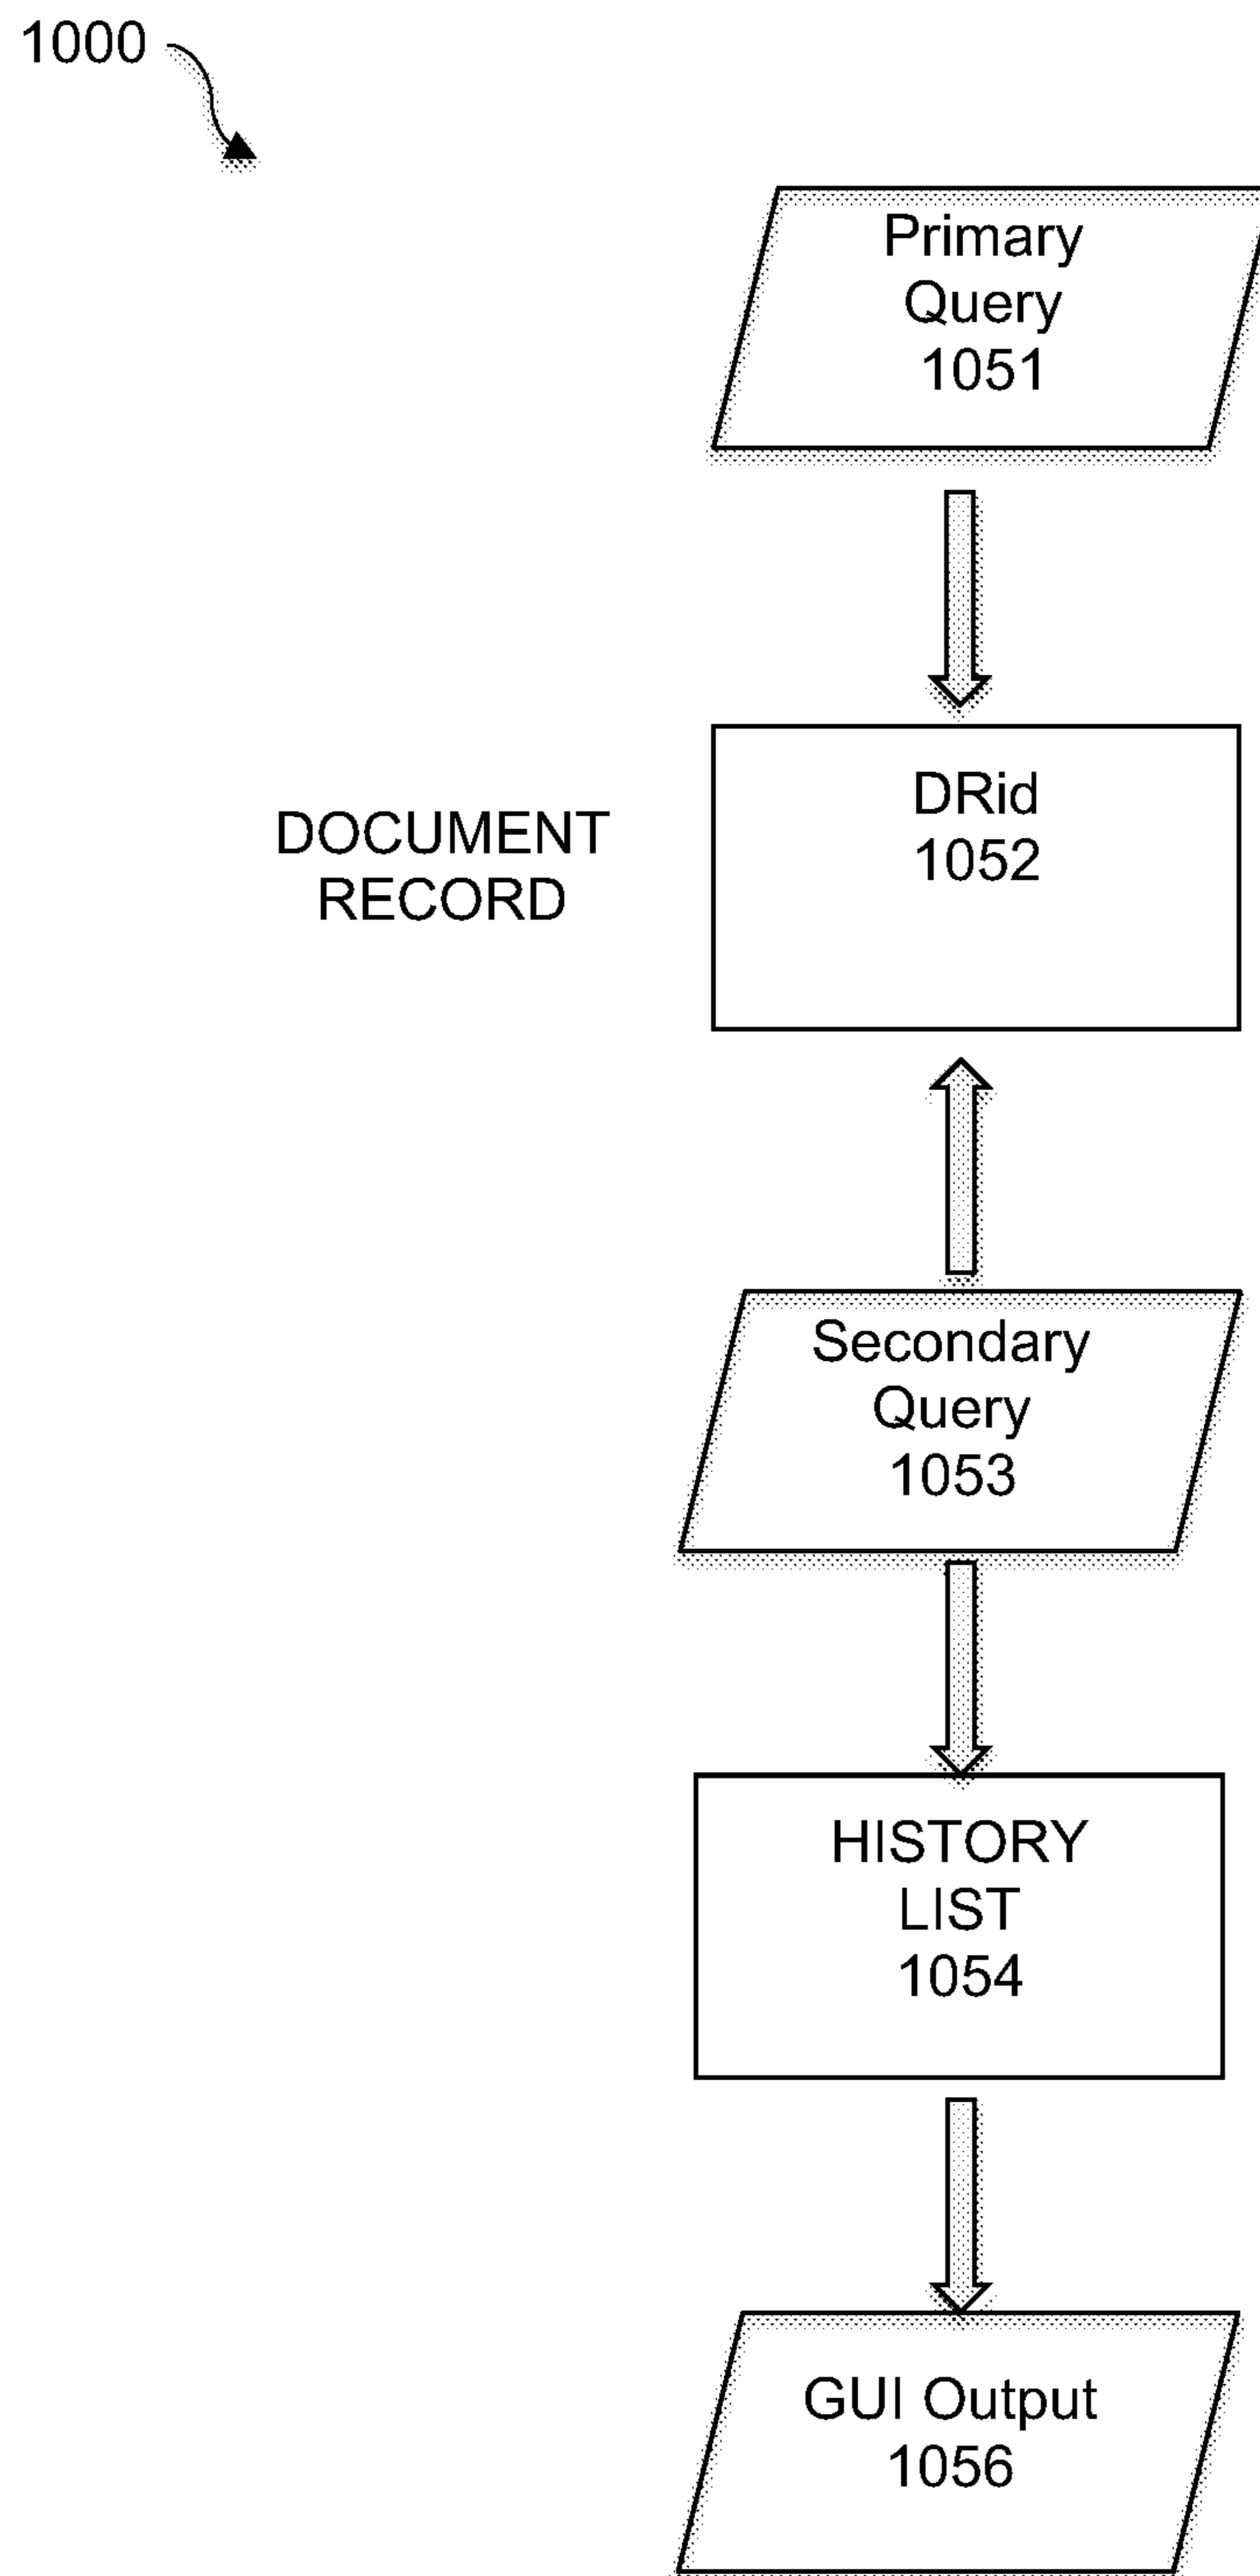 1000
Primary
Query
1051
DOCUMENT
RECORD
DRid
1052
Secondary
Query
1053
HISTORY
LIST
1054
GUI Output
1056